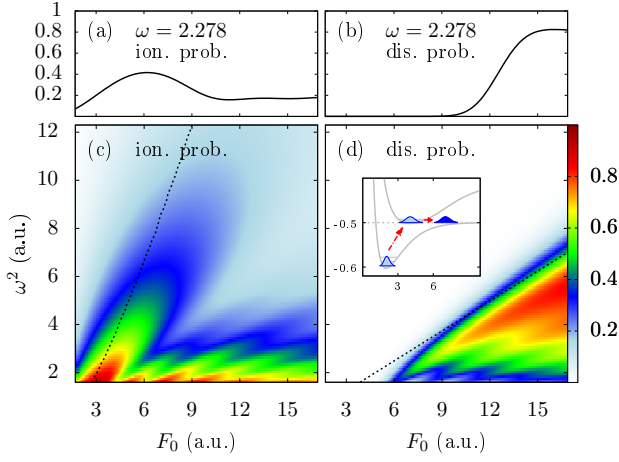 1
0.8
0.6
0.4
0.2
(a) ω = 2.278
ion. prob.
(b) ω = 2.278
dis. prob.
12
10
8
6
4
2
ω² (a.u.)
(c) ion. prob.
(d) dis. prob.
-0.5
-0.6
3 6
0.8
0.6
0.4
0.2
3 6 9 12 15
3 6 9 12 15
F₀ (a.u.)
F₀ (a.u.)